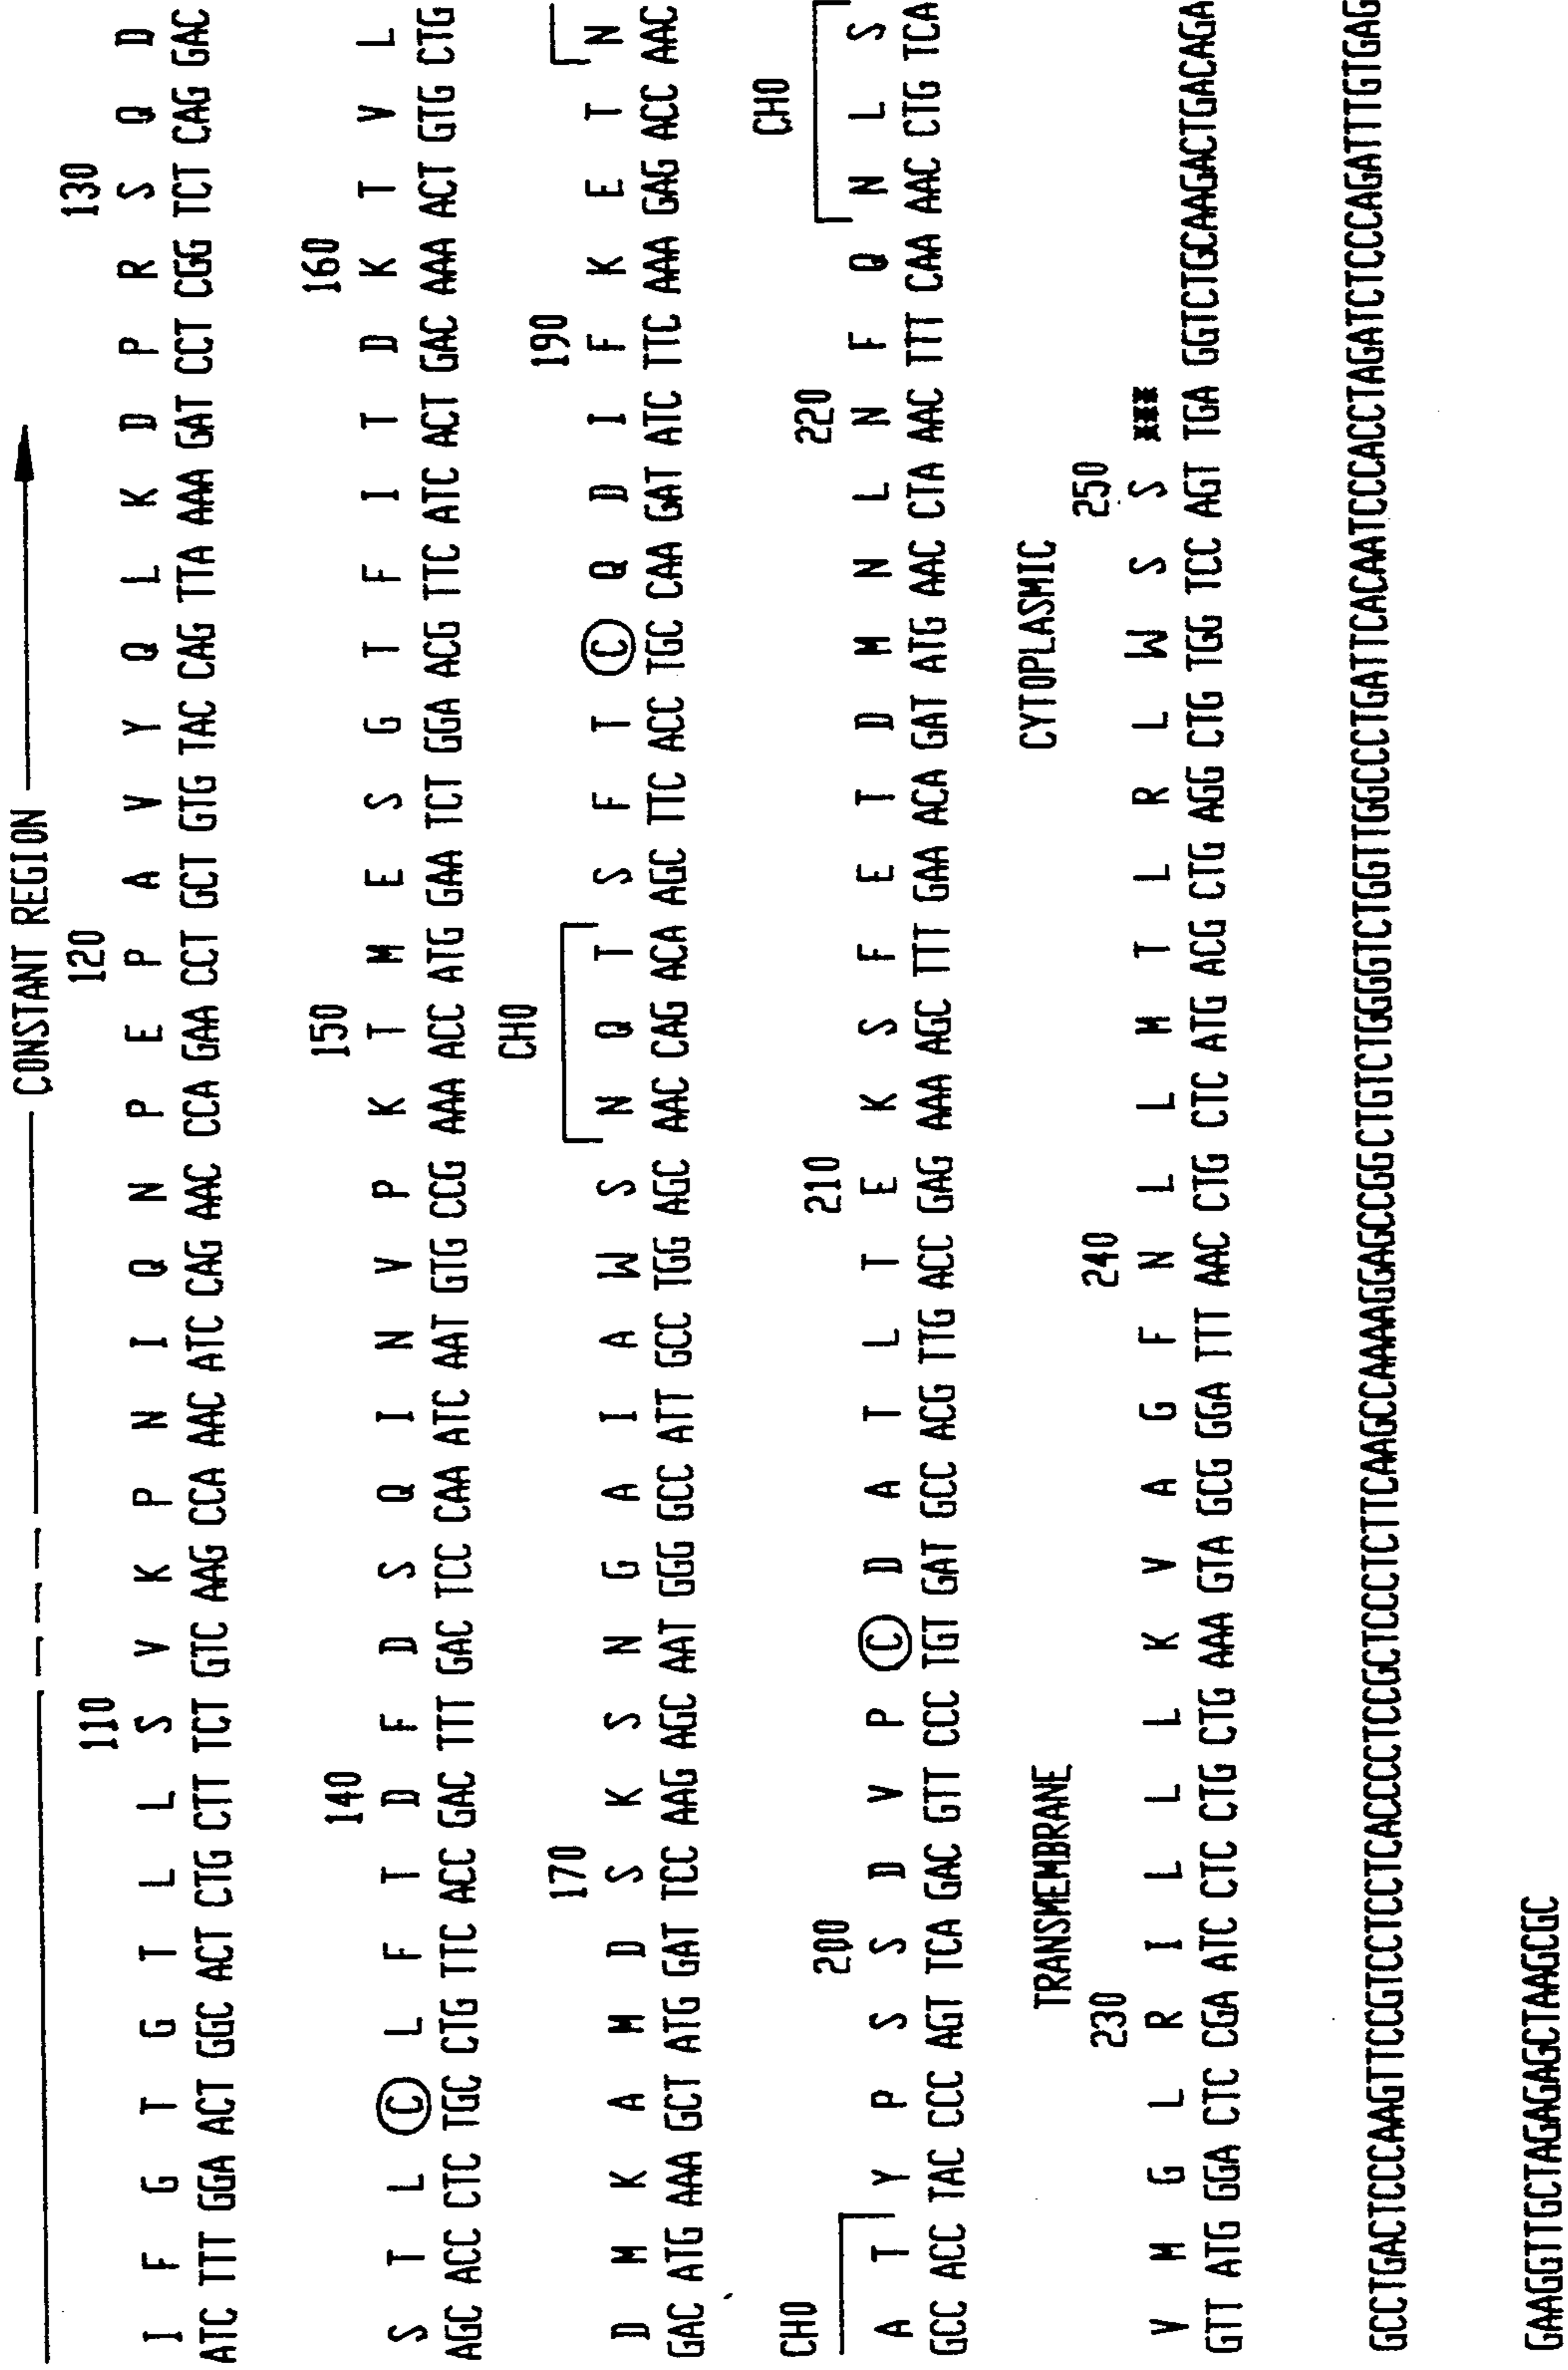 CONSTANT REGION
110 120 130
I F G T G T L L S V K P N I Q N P E P A V Y Q L K D P R S Q D
ATC TTT GGA ACT GGC ACT CTG CTT TCT GTC AAG CCA AAC ATC CAG AAC CCA GAA CCT GCT GTG TAC CAG TTA AAA GAT CCT CGG TCT CAG GAC
140 150 160
S T L C L F T D F D S Q I N V P K T M E S G T F I T D K T V L
AGC ACC CTC TGC CTG TTC ACC GAC TTT GAC TCC CAA ATC AAT GTG CCG AAA ACC ATG GAA TCT GGA ACG TTC ATC ACT GAC AAA ACT GTG CTG
CHO
170 190
D M K A M D S K S N G A I A W S N Q T S F T C Q D I F K E T N
GAC ATG AAA GCT ATG GAT TCC AAG AGC AAT GGG GCC ATT GCC TGG AGC AAC CAG ACA AGC TTC ACC TGC CAA GAT ATC TTC AAA GAG ACC AAC
CHO CHO
200 210 220
A T Y P S S D V P C D A T L T E K S F E T D M N L N F Q N L S
GCC ACC TAC CCC AGT TCA GAC GTT CCC TGT GAT GCC ACG TTG ACC GAG AAA AGC TTT GAA ACA GAT ATG AAC CTA AAC TTT CAA AAC CTG TCA
TRANSMEMBRANE CYTOPLASMIC
230 240 250
V M G L R I L L L K V A G F N L L M T L R L W S S ***
GTT ATG GGA CTC CGA ATC CTC CTG CTG AAA GTA GCG GGA TTT AAC CTG CTC ATG ACG CTG AGG CTG TGG TCC AGT TGA GGTCTGCAAGACTGACAGA
GCCTGACTCCCAAGTTCCGTCCTCCTCACCCCTCCGCTCCCTCTTCAAGCCAAAAGGAGCCGGCTGTCTGGGGTCTGGTTGGCCCTGATTCACAATCCCACCTAGATCTCCCAGATTTGTGAG
GAAGGTTGCTAGAGAGCTAAGCGC